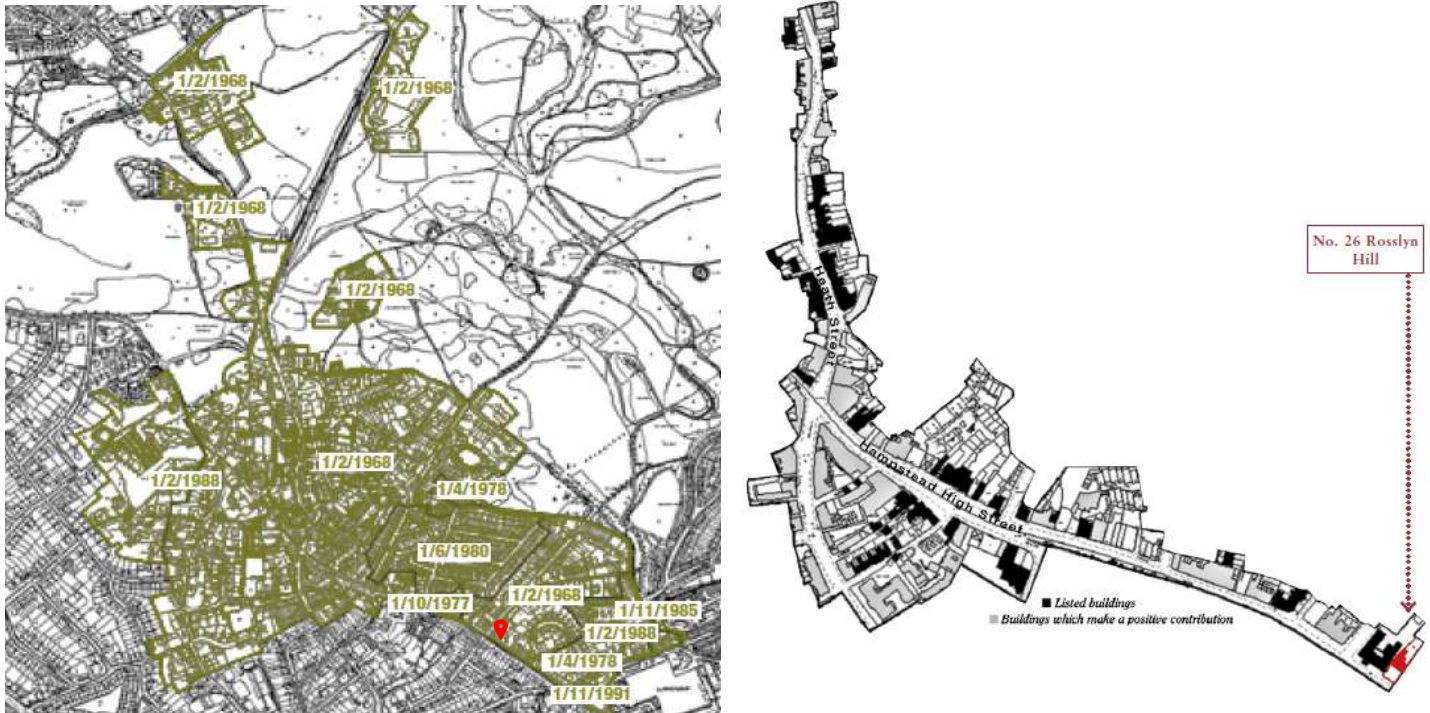 1/2/1968
1/2/1968
1/2/1968
1/2/1968
1/2/1968
1/2/1988
1/4/1978
1/6/1980
1/10/1977
1/2/1968
1/11/1985
1/2/1988
1/4/1978
1/11/1991
No. 26 Rosslyn
Hill
Heath Street
Hampstead High Street
Listed buildings
Buildings which make a positive contribution